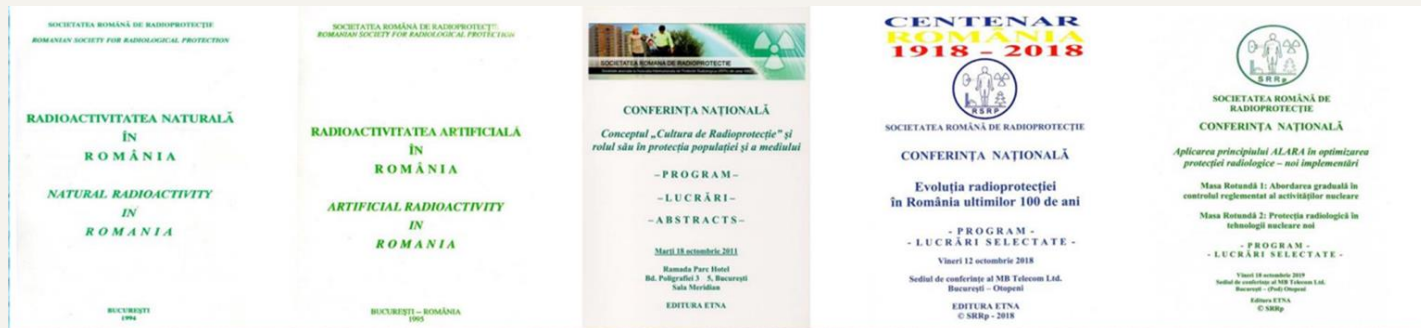 SOCIETATEA ROMÂNĂ DE RADIOPROTECŢIE
ROMANIAN SOCIETY FOR RADIOLOGICAL PROTECTION
RADIOACTIVITATEA NATURALĂ
ÎN
ROMÂNIA
NATURAL RADIOACTIVITY
IN
ROMANIA
BUCUREŞTI
1994
SOCIETATEA ROMÂNĂ DE RADIOPROTECŢIE
ROMANIAN SOCIETY FOR RADIOLOGICAL PROTECTION
RADIOACTIVITATEA ARTIFICIALĂ
ÎN
ROMÂNIA
ARTIFICIAL RADIOACTIVITY
IN
ROMANIA
BUCUREŞTI – ROMÂNIA
1995
SOCIETATEA ROMANA DE RADIOPROTECTIE
CONFERINŢA NAŢIONALĂ
Conceptul „Cultura de Radioprotecţie” şi
rolul său în protecţia populaţiei şi a mediului
–PROGRAM–
–LUCRĂRI–
–ABSTRACTS–
Marţi 18 octombrie 2011
Ramada Parc Hotel
Bd. Poligrafiei 3 5, Bucureşti
Sala Meridian
EDITURA ETNA
CENTENAR
ROMÂNIA
1918 - 2018
RSRP
SOCIETATEA ROMÂNĂ DE RADIOPROTECŢIE
CONFERINŢA NAŢIONALĂ
Evoluţia radioprotecţiei
în România ultimilor 100 de ani
- PROGRAM -
- LUCRĂRI SELECTATE -
Vineri 12 octombrie 2018
Sediul de conferinţe al MB Telecom Ltd.
Bucureşti – Otopeni
EDITURA ETNA
© SRRp - 2018
SRRp
SOCIETATEA ROMÂNĂ DE
RADIOPROTECŢIE
CONFERINŢA NAŢIONALĂ
Aplicarea principiului ALARA în optimizarea
protecţiei radiologice – noi implementări
Masa Rotundă 1: Abordarea graduală în
controlul reglementat al activităţilor nucleare
Masa Rotundă 2: Protecţia radiologică în
tehnologii nucleare noi
- PROGRAM -
- LUCRĂRI SELECTATE -
Vineri 18 octombrie 2019
Sediul de conferinţe al MB Telecom Ltd.
Bucureşti – (Pod) Otopeni
Editura ETNA
© SRRp